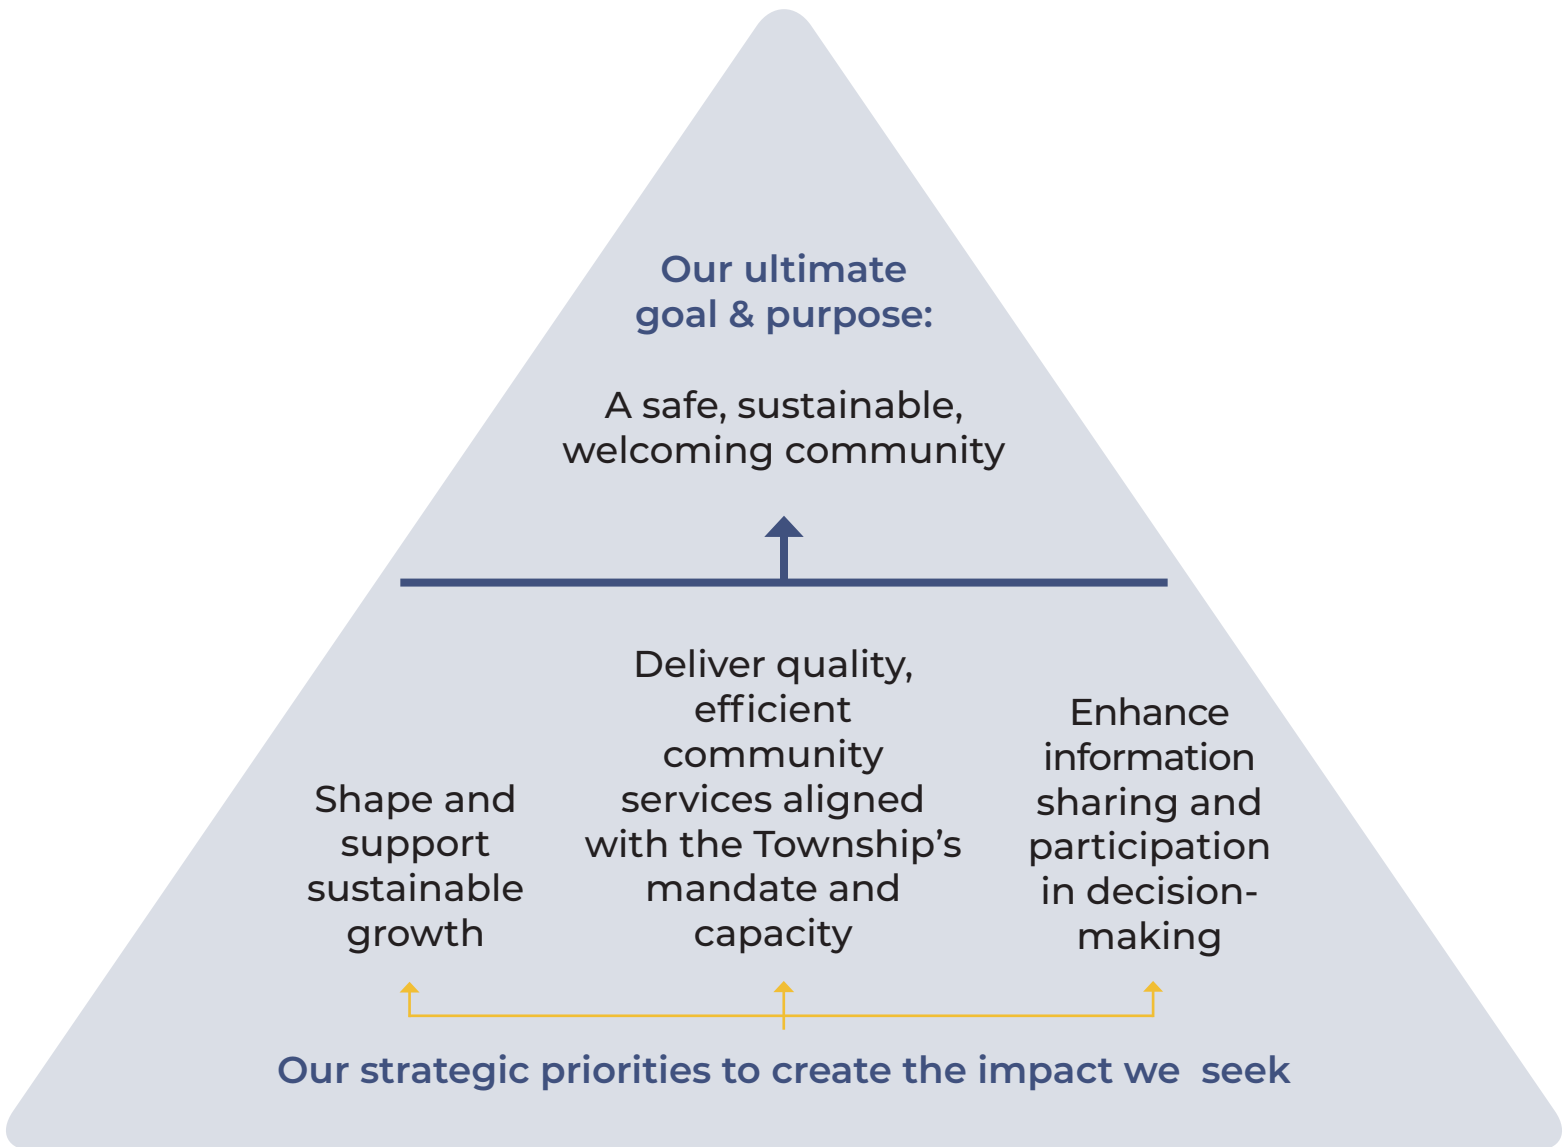 Our ultimate
goal & purpose:
A safe, sustainable,
welcoming community
Shape and
support
sustainable
growth
Deliver quality,
efficient
community
services aligned
with the Township’s
mandate and
capacity
Enhance
information
sharing and
participation
in decision-
making
Our strategic priorities to create the impact we  seek